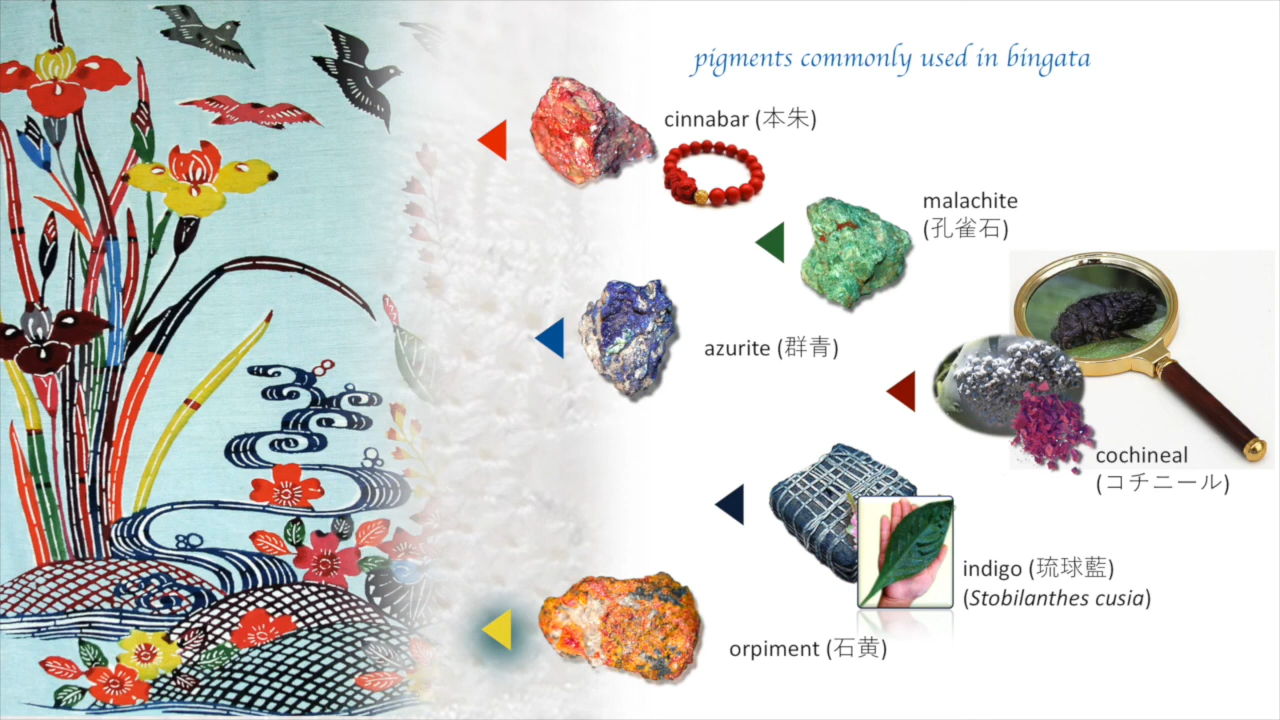 pigments commonly used in bingata
cinnabar (本朱)
malachite
(孔雀石)
azurite (群青)
cochineal
(コチニール)
indigo (琉球藍)
(Stobilanthes cusia)
orpiment (石黄)